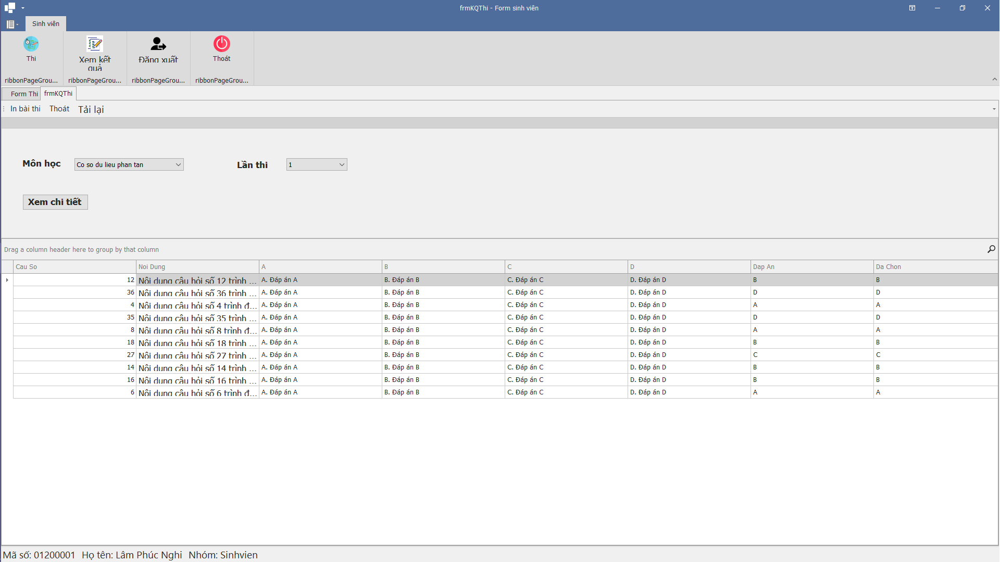 frmKQThi - Form sinh viên
Sinh viên
Thi
Xem kết
quả
Đăng xuất
Thoát
ribbonPageGrou... ribbonPageGrou... ribbonPageGrou... ribbonPageGrou...
Form Thi frmKQThi
In bài thi Thoát Tải lại
Môn học Co so du lieu phan tan Lần thi 1
Xem chi tiết
Drag a column header here to group by that column
Cau So Noi Dung A B C D Dap An Da Chon
12 Nội dung câu hỏi số 12 trình ... A. Đáp án A B. Đáp án B C. Đáp án C D. Đáp án D B B
36 Nội dung câu hỏi số 36 trình ... A. Đáp án A B. Đáp án B C. Đáp án C D. Đáp án D D D
4 Nội dung câu hỏi số 4 trình đ... A. Đáp án A B. Đáp án B C. Đáp án C D. Đáp án D A A
35 Nội dung câu hỏi số 35 trình ... A. Đáp án A B. Đáp án B C. Đáp án C D. Đáp án D D D
8 Nội dung câu hỏi số 8 trình đ... A. Đáp án A B. Đáp án B C. Đáp án C D. Đáp án D A A
18 Nội dung câu hỏi số 18 trình ... A. Đáp án A B. Đáp án B C. Đáp án C D. Đáp án D B B
27 Nội dung câu hỏi số 27 trình ... A. Đáp án A B. Đáp án B C. Đáp án C D. Đáp án D C C
14 Nội dung câu hỏi số 14 trình ... A. Đáp án A B. Đáp án B C. Đáp án C D. Đáp án D B B
16 Nội dung câu hỏi số 16 trình ... A. Đáp án A B. Đáp án B C. Đáp án C D. Đáp án D B B
6 Nội dung câu hỏi số 6 trình đ... A. Đáp án A B. Đáp án B C. Đáp án C D. Đáp án D A A
Mã số: 01200001 Họ tên: Lâm Phúc Nghi Nhóm: Sinhvien